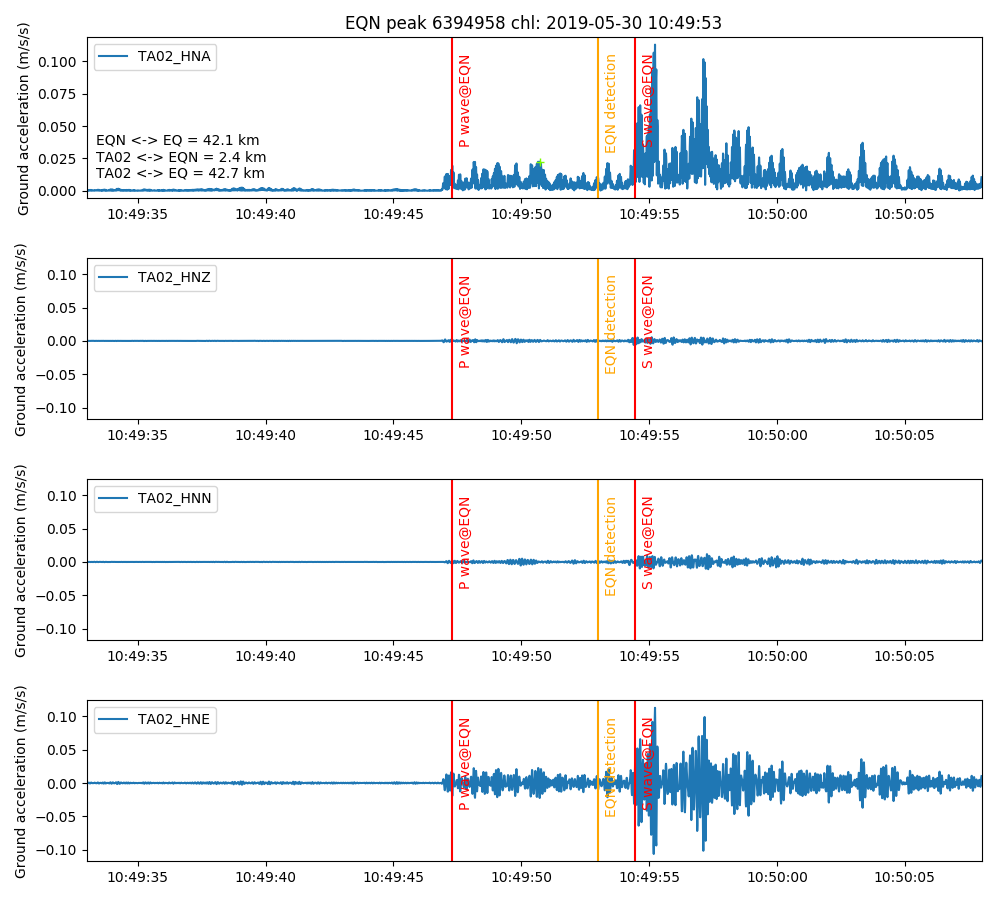 EQN peak 6394958 chl: 2019-05-30 10:49:53
Ground acceleration (m/s/s)
0.100
0.075
0.050
0.025
0.000
TA02_HNA
EQN <-> EQ = 42.1 km
TA02 <-> EQN = 2.4 km
TA02 <-> EQ = 42.7 km
P wave@EQN
EQN detection
S wave@EQN
10:49:35 10:49:40 10:49:45 10:49:50 10:49:55 10:50:00 10:50:05
Ground acceleration (m/s/s)
0.10
0.05
0.00
−0.05
−0.10
TA02_HNZ
P wave@EQN
EQN detection
S wave@EQN
10:49:35 10:49:40 10:49:45 10:49:50 10:49:55 10:50:00 10:50:05
Ground acceleration (m/s/s)
0.10
0.05
0.00
−0.05
−0.10
TA02_HNN
P wave@EQN
EQN detection
S wave@EQN
10:49:35 10:49:40 10:49:45 10:49:50 10:49:55 10:50:00 10:50:05
Ground acceleration (m/s/s)
0.10
0.05
0.00
−0.05
−0.10
TA02_HNE
P wave@EQN
EQN detection
S wave@EQN
10:49:35 10:49:40 10:49:45 10:49:50 10:49:55 10:50:00 10:50:05